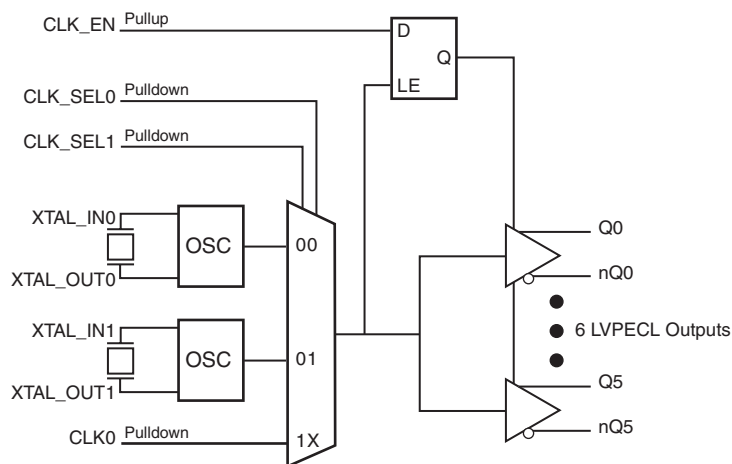 CLK_EN Pullup
D
Q
LE
CLK_SEL0 Pulldown
CLK_SEL1 Pulldown
XTAL_IN0
OSC
00
XTAL_OUT0
Q0
nQ0
XTAL_IN1
OSC
01
XTAL_OUT1
6 LVPECL Outputs
Q5
nQ5
CLK0 Pulldown
1X